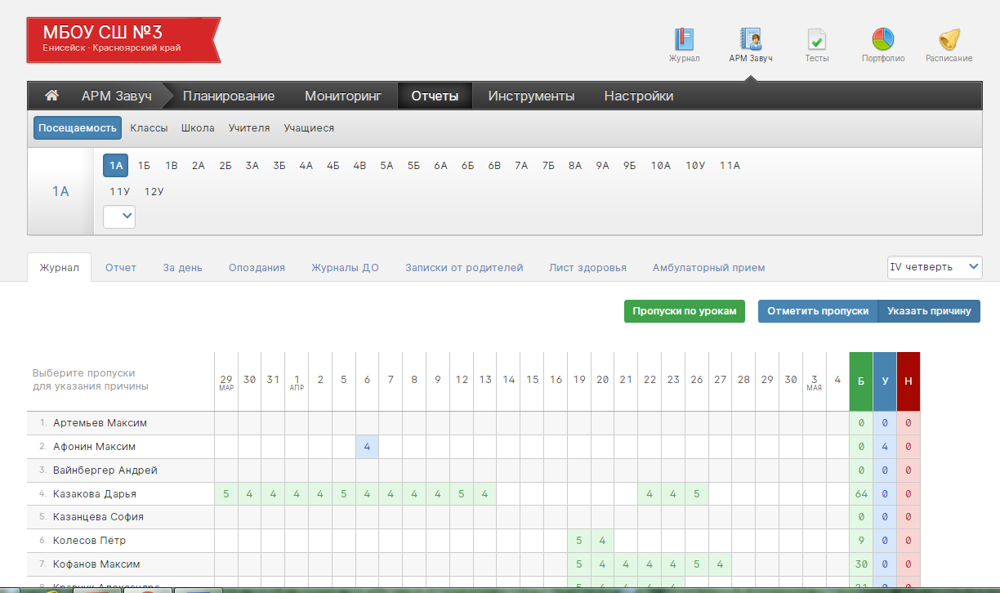 МБОУ СШ №3
Енисейск - Красноярский край
Журнал АРМ Завуч Тесты Портфолио Расписание
АРМ Завуч Планирование Мониторинг Отчеты Инструменты Настройки
Посещаемость Классы Школа Учителя Учащиеся
1А
1А 1Б 1В 2А 2Б 3А 3Б 4А 4Б 4В 5А 5Б 6А 6Б 6В 7А 7Б 8А 9А 9Б 10А 10У 11А
11У 12У
Журнал Отчет За день Опоздания Журналы ДО Записки от родителей Лист здоровья Амбулаторный прием IV четверть
Пропуски по урокам Отметить пропуски Указать причину
Выберите пропуски
для указания причины
29 30 31 1 2 5 6 7 8 9 12 13 14 15 16 19 20 21 22 23 26 27 28 29 30 3 4 Б У Н
МАР АПР МАЯ
1. Артемьев Максим 0 0 0
2. Афонин Максим 4 0 4 0
3. Вайнбергер Андрей 0 0 0
4. Казакова Дарья 5 4 4 4 4 5 4 4 4 4 5 4 4 4 5 64 0 0
5. Казанцева София 0 0 0
6. Колесов Пётр 5 4 9 0 0
7. Кофанов Максим 5 4 4 4 4 5 4 30 0 0